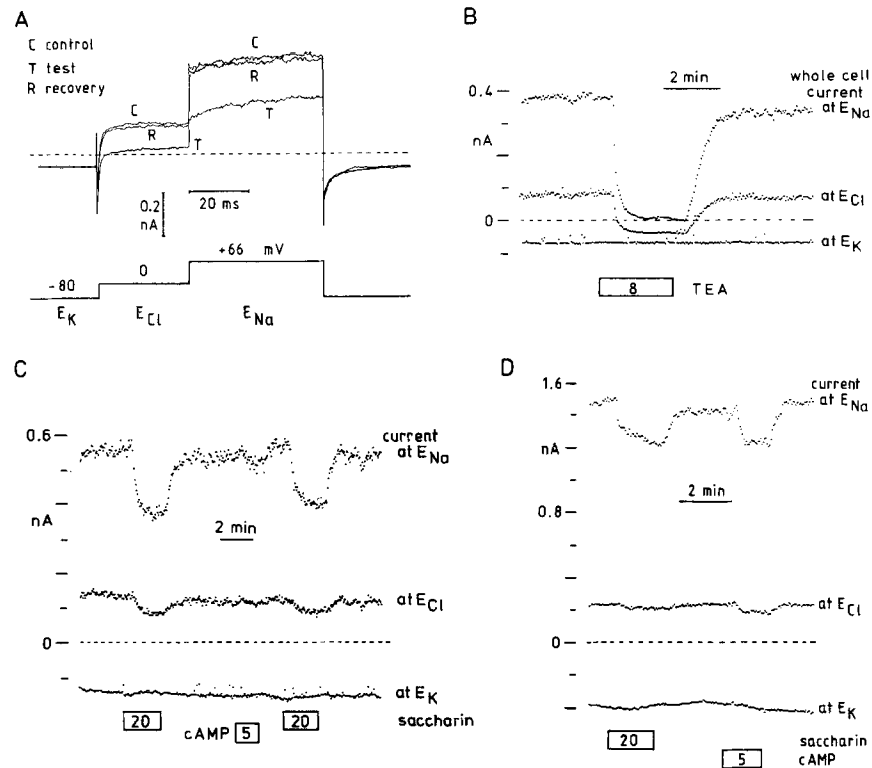 A
C control
T test
R recovery
C
R
T
C
R
T
0.2
nA
20 ms
-80
0
+66 mV
E_K
E_Cl
E_Na
B
2 min
whole cell
current
at E_Na
0.4
nA
at E_Cl
0
at E_K
8
TEA
C
0.6
current
at E_Na
nA
2 min
at E_Cl
0
at E_K
20
20
saccharin
cAMP
5
D
1.6
current
at E_Na
nA
2 min
0.8
at E_Cl
0
at E_K
20
saccharin
5
cAMP